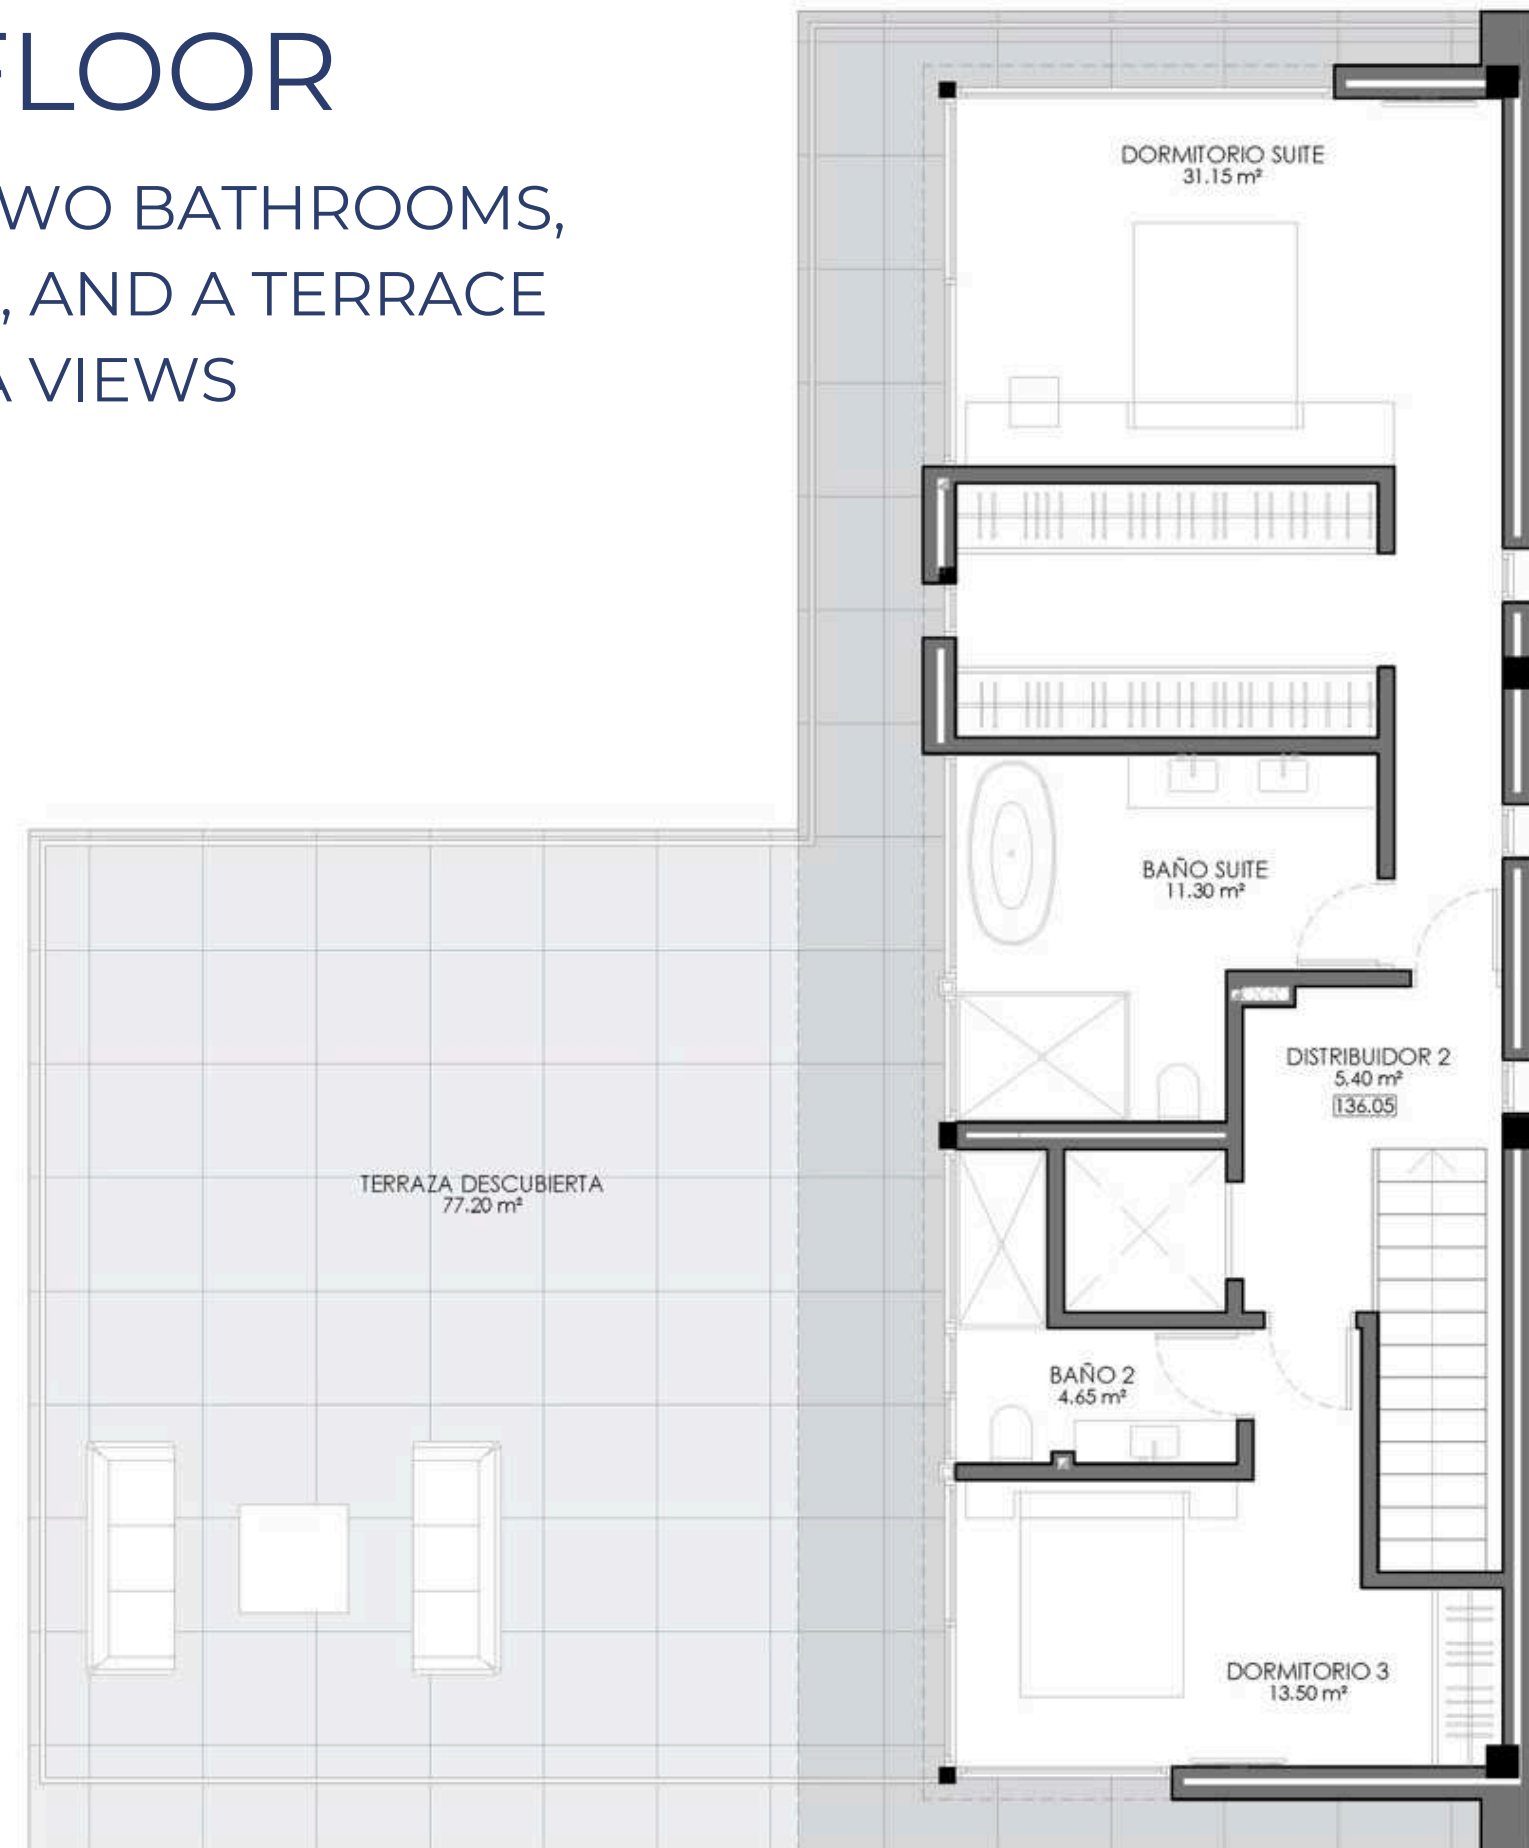 FLOOR
TWO BATHROOMS,
, AND A TERRACE
A VIEWS
DORMITORIO SUITE
31.15 m²
BAÑO SUITE
11.30 m²
DISTRIBUIDOR 2
5.40 m²
136.05
TERRAZA DESCUBIERTA
77.20 m²
BAÑO 2
4.65 m²
DORMITORIO 3
13.50 m²